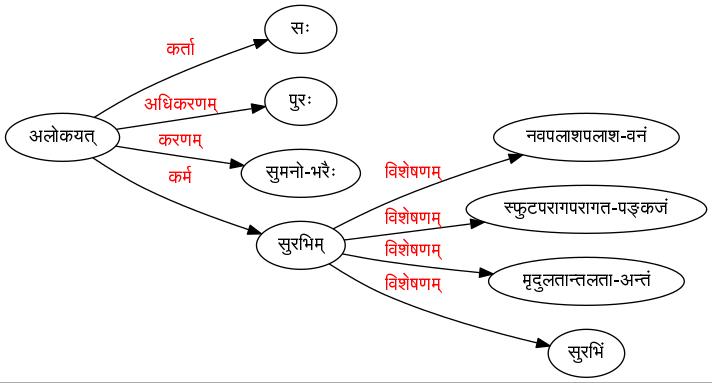 सः
कर्ता
पुरः
अधिकरणम्
अलोकयत्
करणम्
सुमनो-भरैः
कर्म
सुरभिम्
नवपलाशपलाश-वनं
विशेषणम्
स्फुटपरागपरागत-पङ्कजं
विशेषणम्
विशेषणम्
मृदुलतान्तलता-अन्तं
विशेषणम्
सुरभिं